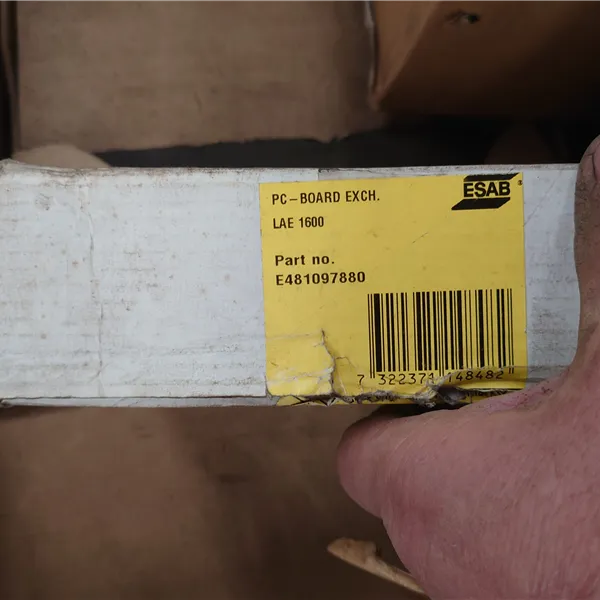 PC-BOARD EXCH.
ESAB
LAE 1600
Part no.
E481097880
7 322371 148482